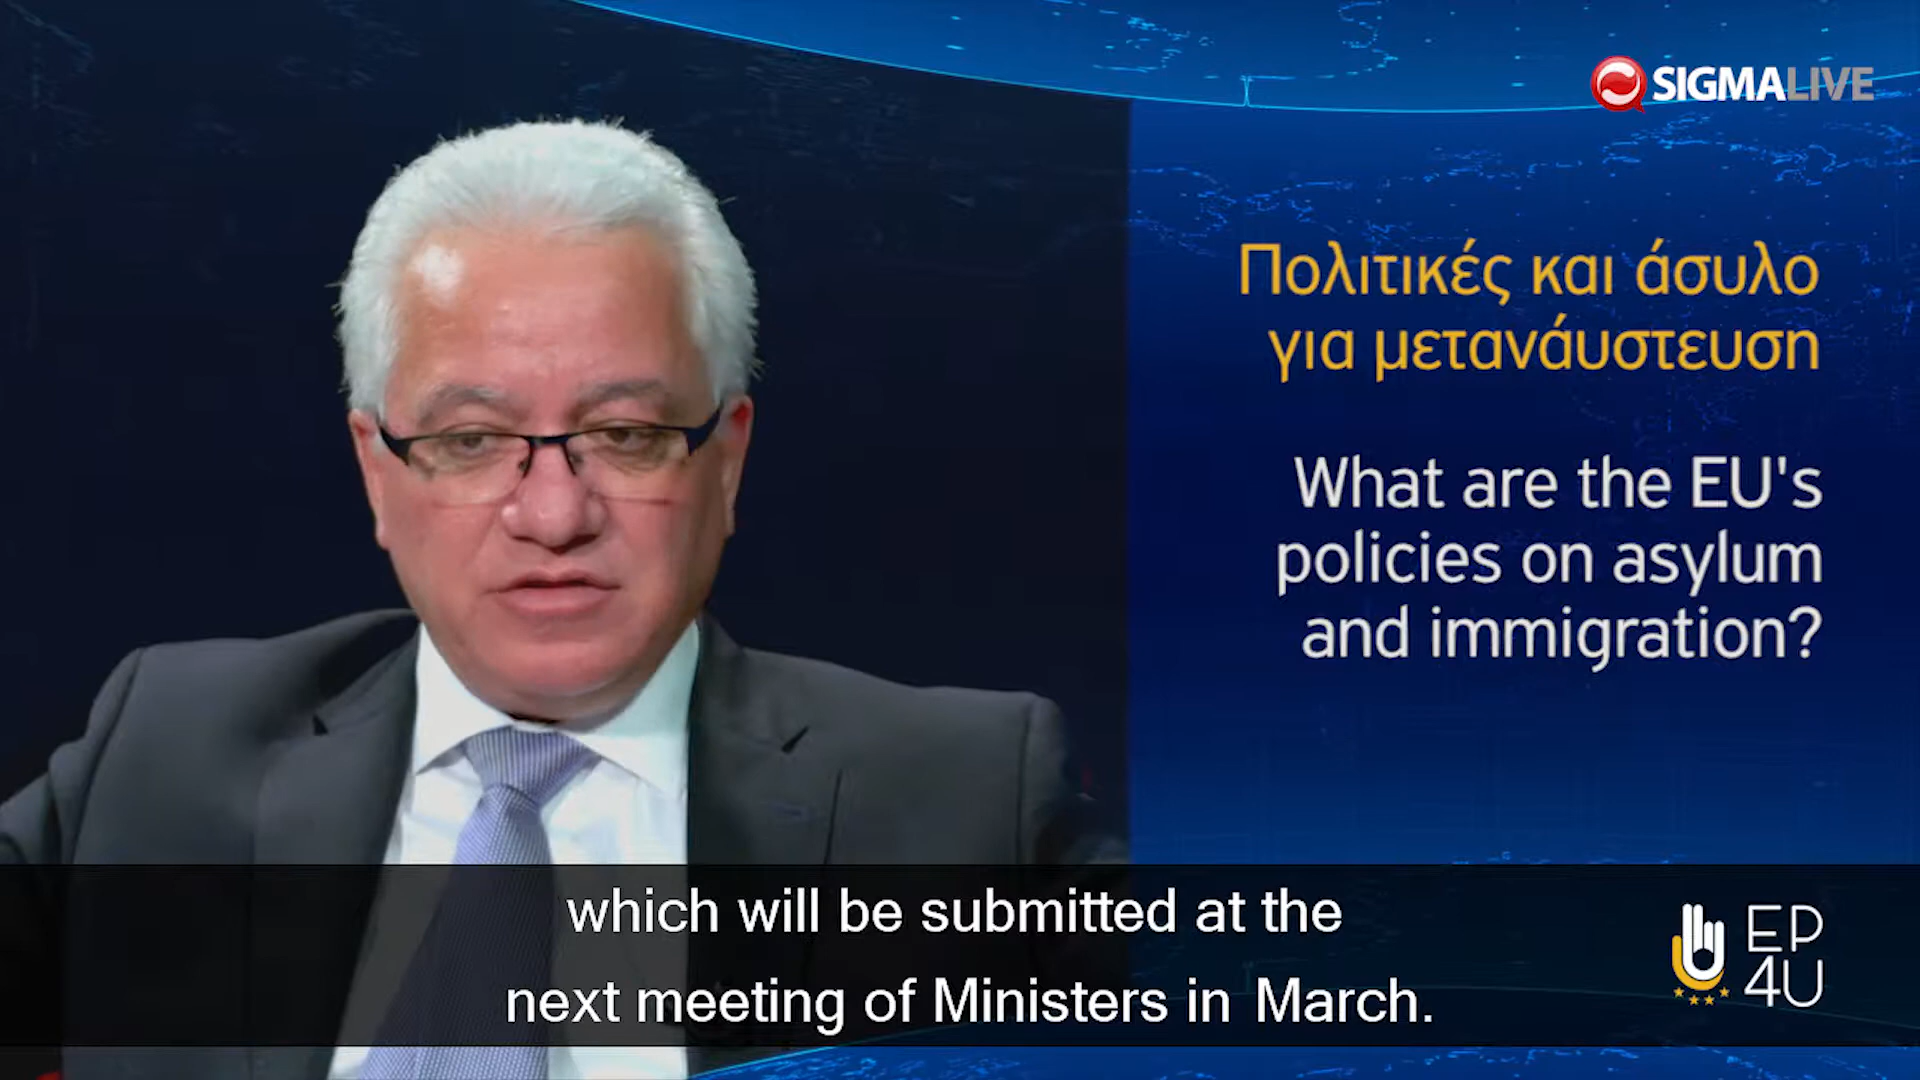 SIGMALIVE
Πολιτικές και άσυλο
για μετανάυστευση
What are the EU's
policies on asylum
and immigration?
which will be submitted at the
next meeting of Ministers in March.
EP
4U